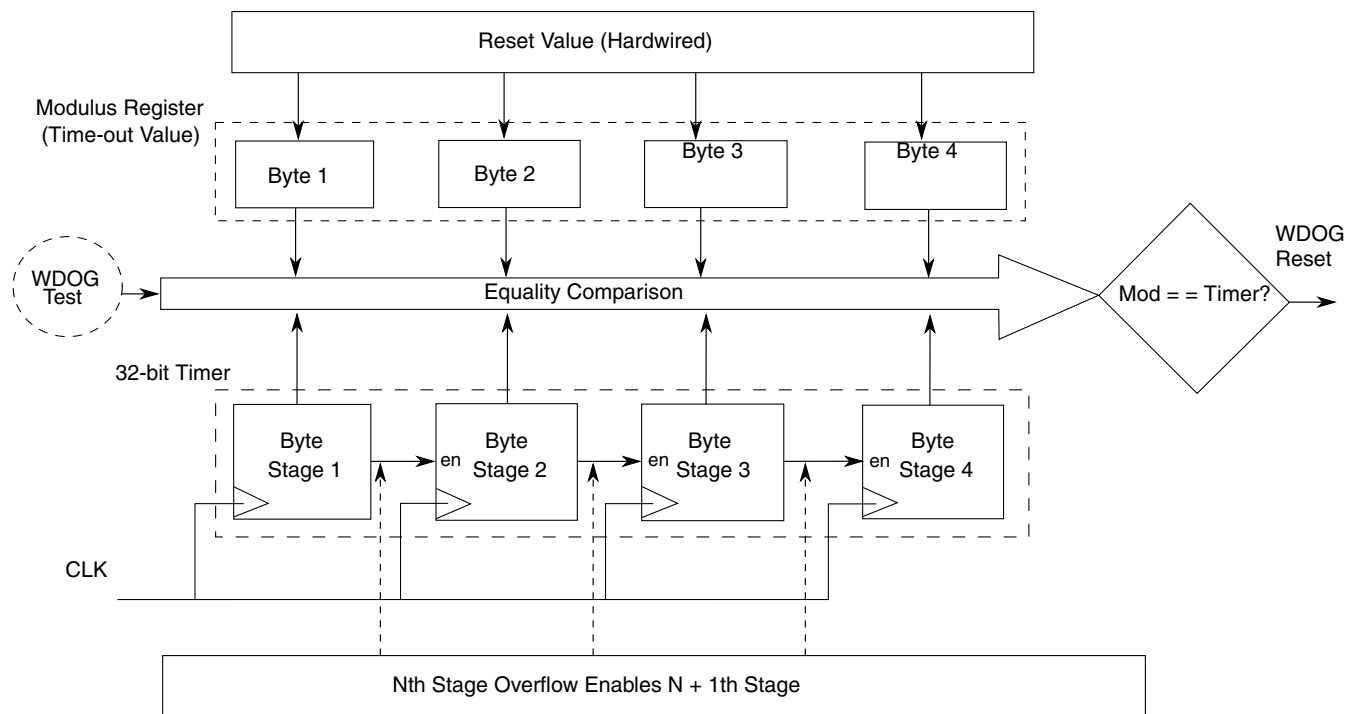 Reset Value (Hardwired)
Modulus Register
(Time-out Value)
Byte 1
Byte 2
Byte 3
Byte 4
WDOG
Test
Equality Comparison
Mod = = Timer?
WDOG
Reset
32-bit Timer
Byte
Stage 1
en
Byte
Stage 2
en
Byte
Stage 3
en
Byte
Stage 4
CLK
Nth Stage Overflow Enables N + 1th Stage